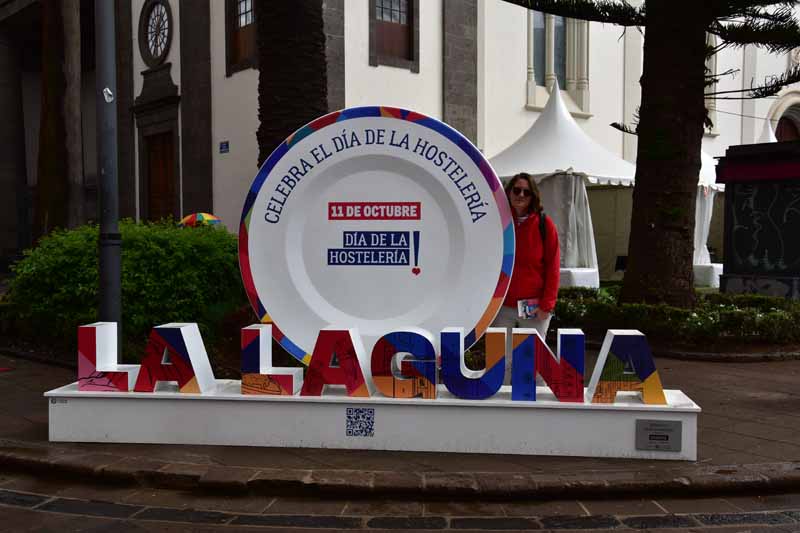 CELEBRA EL DÍA DE LA HOSTELERÍA
11 DE OCTUBRE
DÍA DE LA
HOSTELERÍA!
LA LAGUNA